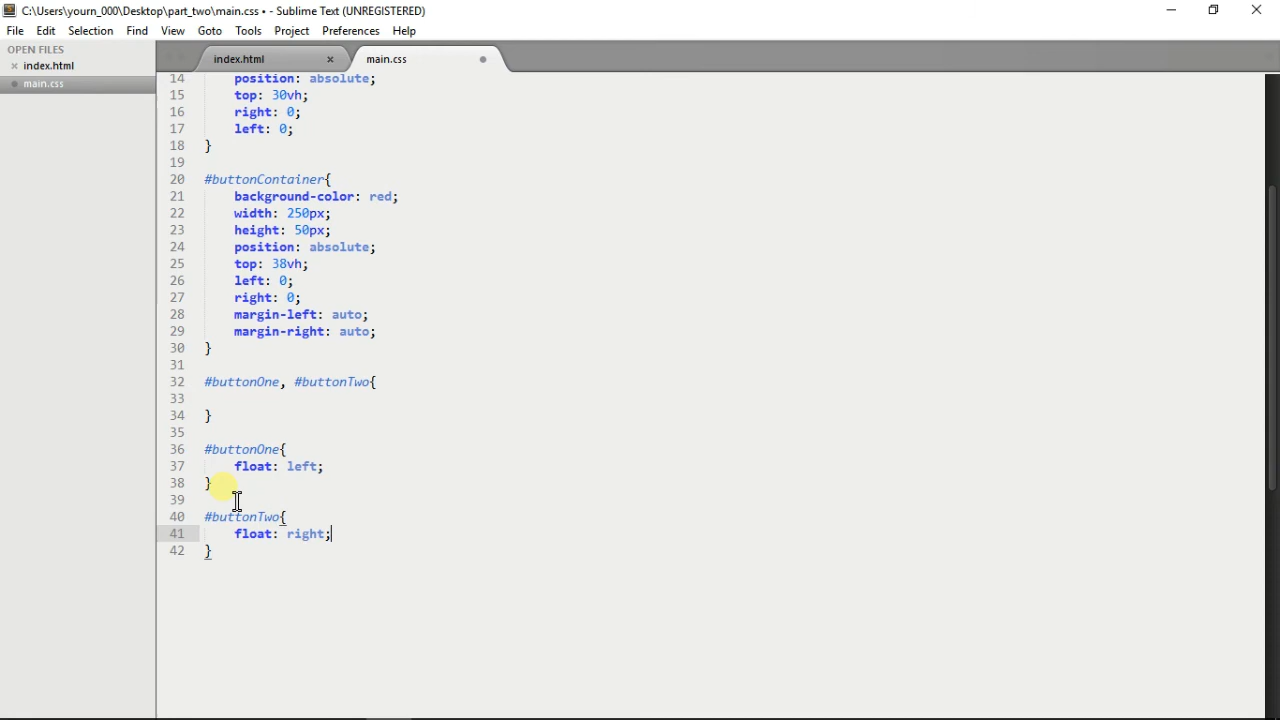 C:\Users\yourn_000\Desktop\part_two\main.css • - Sublime Text (UNREGISTERED)
File Edit Selection Find View Goto Tools Project Preferences Help
OPEN FILES
index.html
main.css
index.html main.css
14 position: absolute;
15 top: 30vh;
16 right: 0;
17 left: 0;
18 }
19
20 #buttonContainer{
21 background-color: red;
22 width: 250px;
23 height: 50px;
24 position: absolute;
25 top: 38vh;
26 left: 0;
27 right: 0;
28 margin-left: auto;
29 margin-right: auto;
30 }
31
32 #buttonOne, #buttonTwo{
33
34 }
35
36 #buttonOne{
37 float: left;
38 }
39
40 #buttonTwo{
41 float: right;
42 }